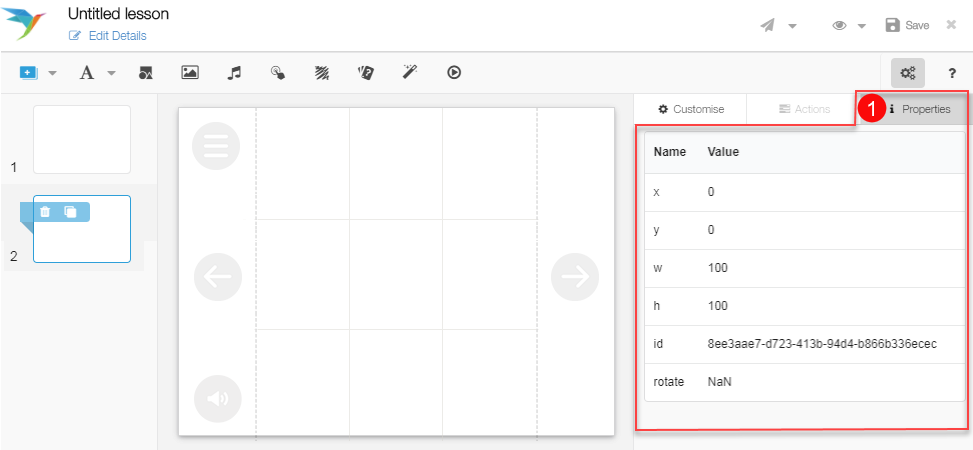 Untitled lesson
Edit Details
Save
A
?
Customise
Actions
1
Properties
Name Value
x 0
y 0
w 100
h 100
id 8ee3aae7-d723-413b-94d4-b866b336ecec
rotate NaN
1
2